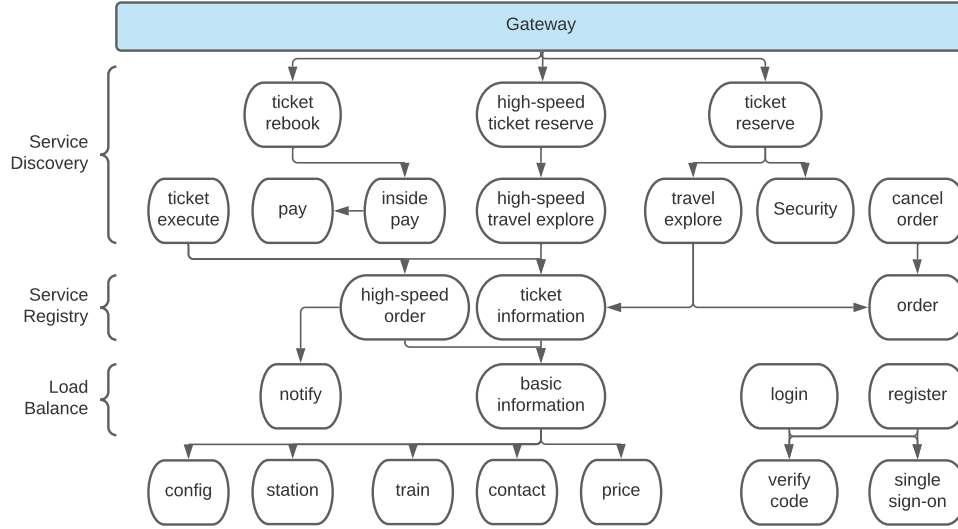 Gateway
ticket
rebook
high-speed
ticket reserve
ticket
reserve
Service
Discovery
ticket
execute
pay
inside
pay
high-speed
travel explore
travel
explore
Security
cancel
order
Service
Registry
high-speed
order
ticket
information
order
Load
Balance
notify
basic
information
login
register
config
station
train
contact
price
verify
code
single
sign-on